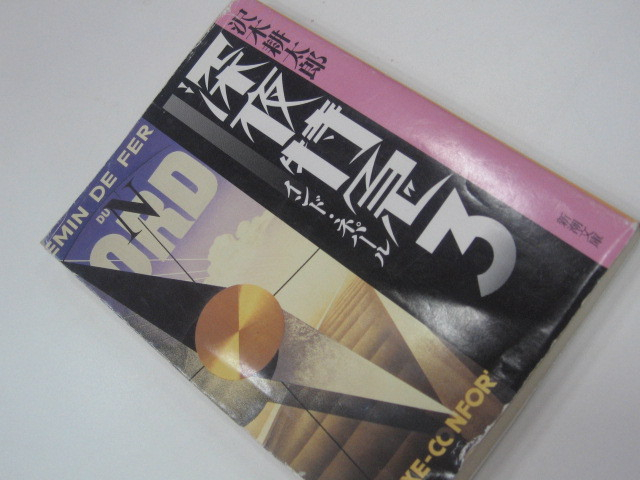 沢木耕太郎
深夜特急3
インド・ネパール
新潮文庫
EMIN DE FER
DU
NORD
XE-CONFOR'